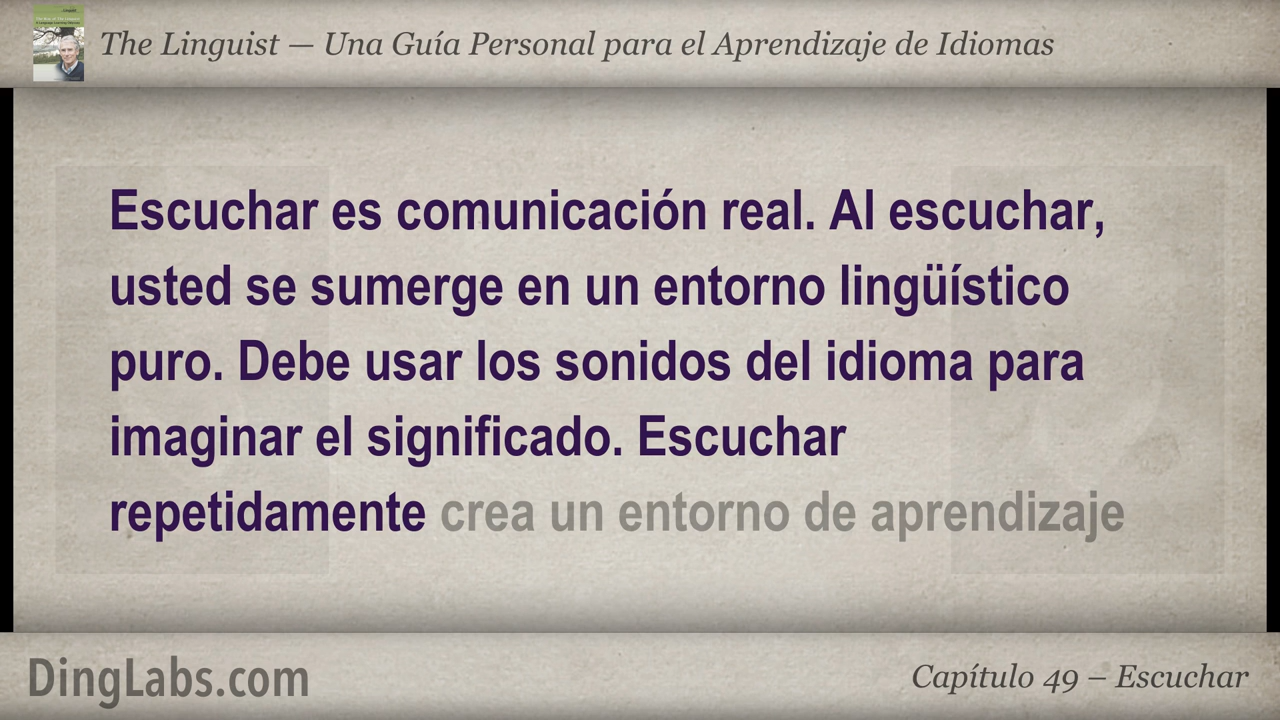 The Linguist — Una Guía Personal para el Aprendizaje de Idiomas
Escuchar es comunicación real. Al escuchar,
usted se sumerge en un entorno lingüístico
puro. Debe usar los sonidos del idioma para
imaginar el significado. Escuchar
repetidamente crea un entorno de aprendizaje
DingLabs.com
Capítulo 49 – Escuchar